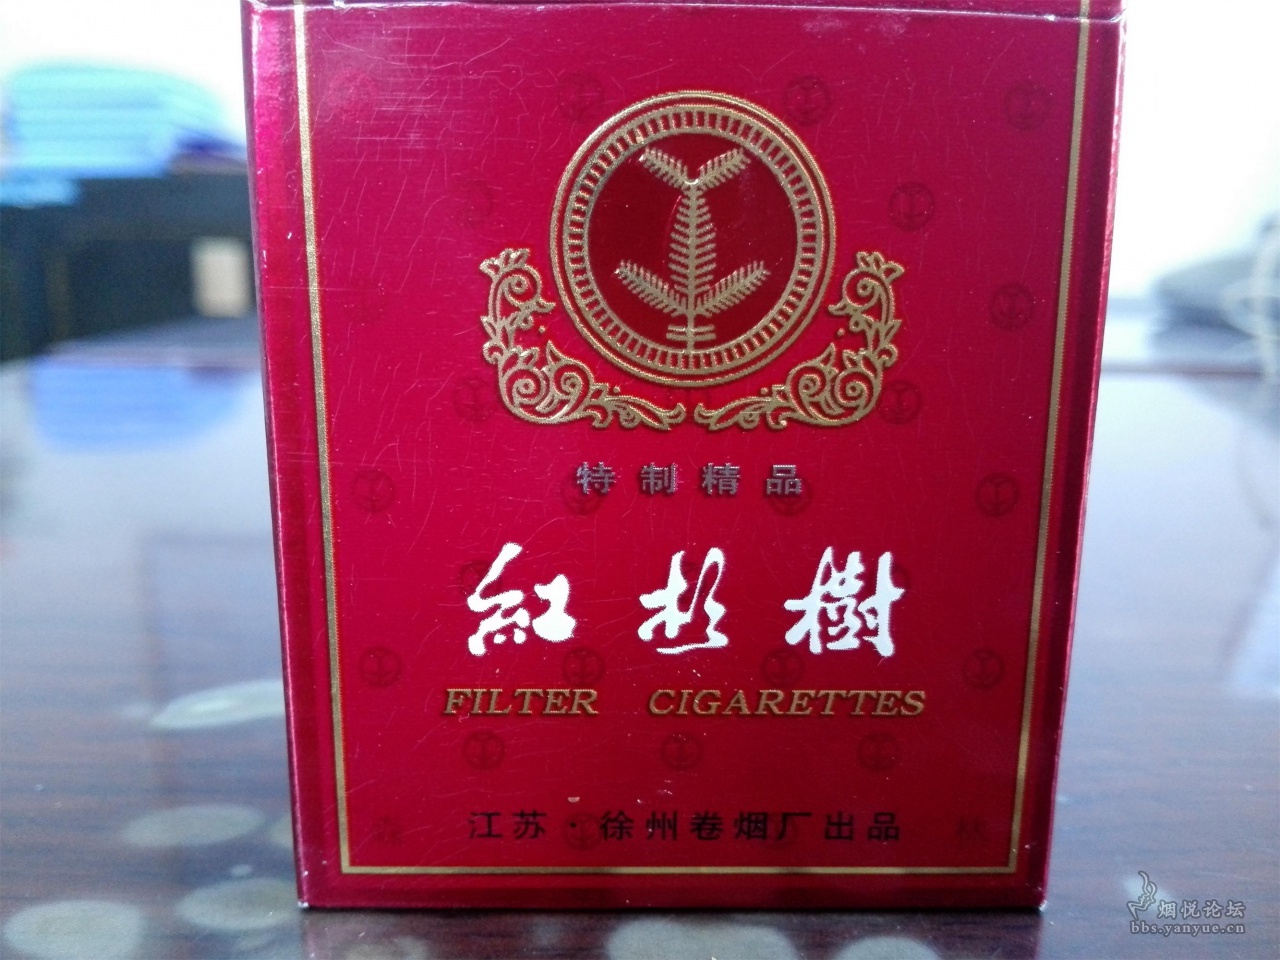 特制精品
紅杉樹
FILTER CIGARETTES
江苏·徐州卷烟厂出品
烟悦论坛
bbs.yanyue.cn